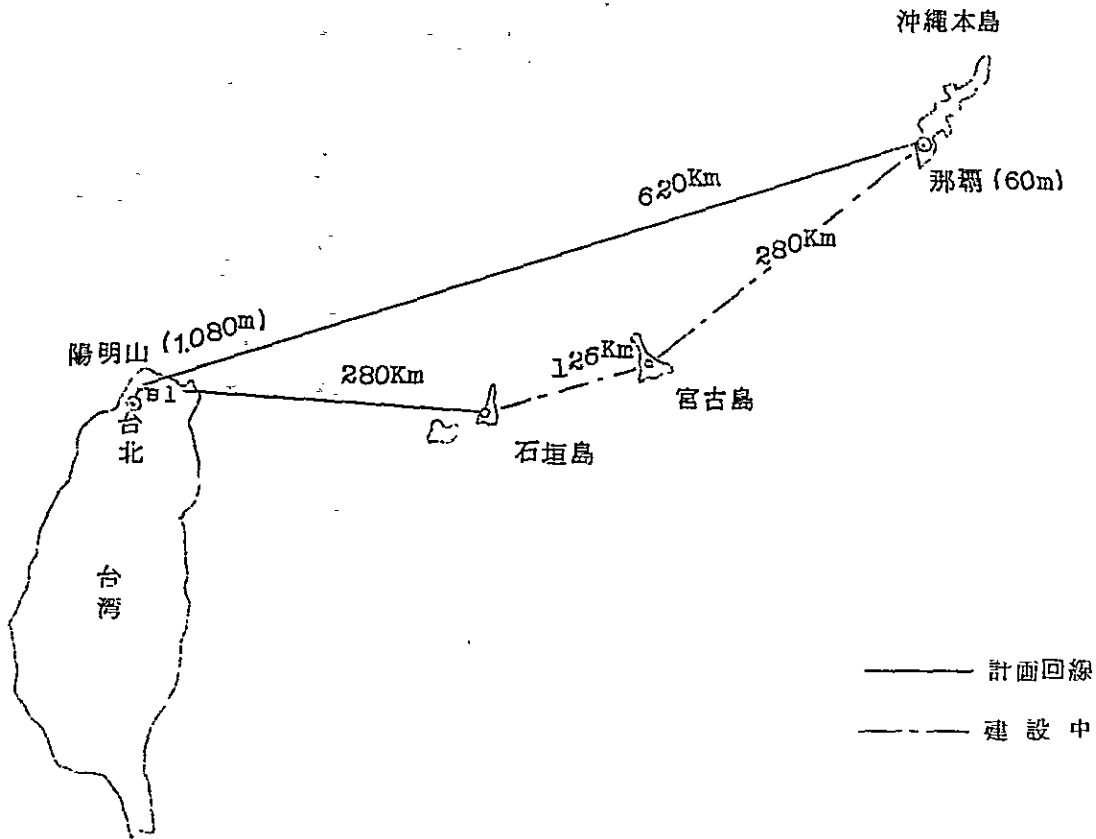 沖繩本島
那覇 (60m)
620Km
280Km
陽明山 (1,080m)
280Km
126Km
宮古島
石垣島
台北
台湾
計画回線
建設中